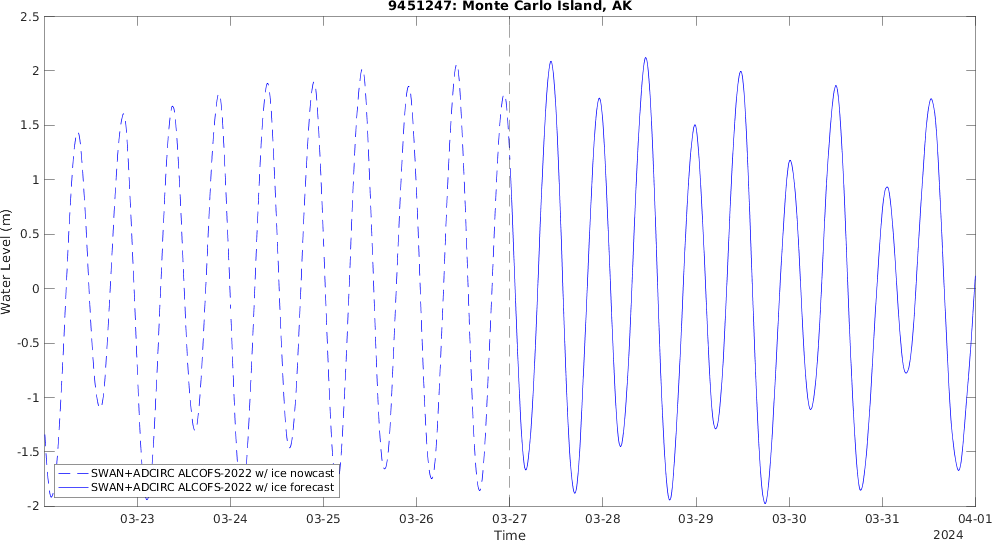 9451247: Monte Carlo Island, AK
2.5
2
1.5
1
0.5
0
-0.5
-1
-1.5
-2
Water Level (m)
SWAN+ADCIRC ALCOFS-2022 w/ ice nowcast
SWAN+ADCIRC ALCOFS-2022 w/ ice forecast
03-23 03-24 03-25 03-26 03-27 03-28 03-29 03-30 03-31 04-01
Time
2024